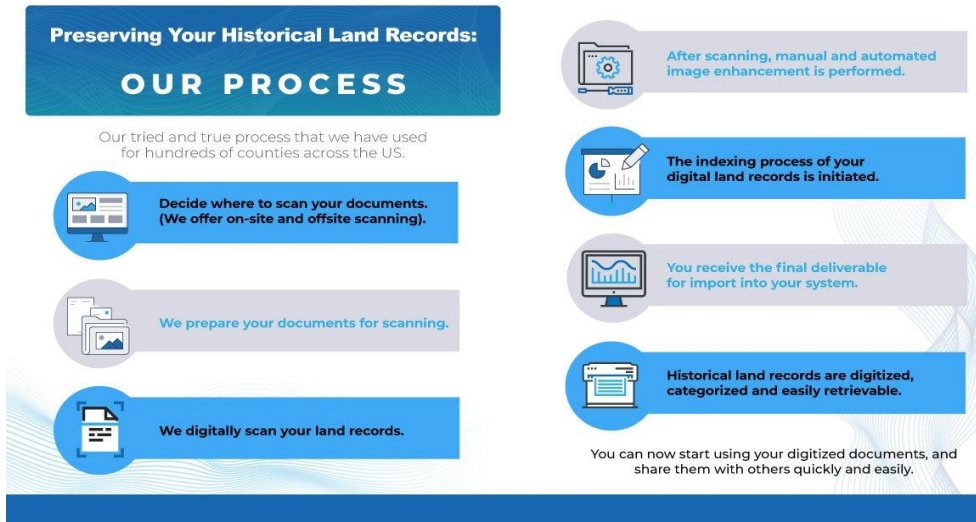 Preserving Your Historical Land Records:
OUR PROCESS
Our tried and true process that we have used
for hundreds of counties across the US.
Decide where to scan your documents.
(We offer on-site and offsite scanning).
We prepare your documents for scanning.
We digitally scan your land records.
After scanning, manual and automated
image enhancement is performed.
The indexing process of your
digital land records is initiated.
You receive the final deliverable
for import into your system.
Historical land records are digitized,
categorized and easily retrievable.
You can now start using your digitized documents, and
share them with others quickly and easily.